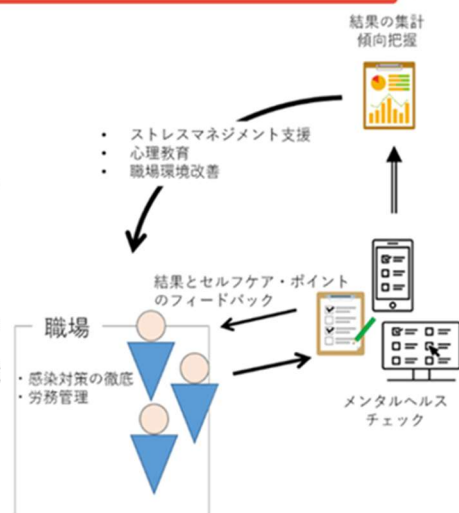 結果の集計
傾向把握
• ストレスマネジメント支援
• 心理教育
• 職場環境改善
結果とセルフケア・ポイント
のフィードバック
職場
・感染対策の徹底
・労務管理
メンタルヘルス
チェック